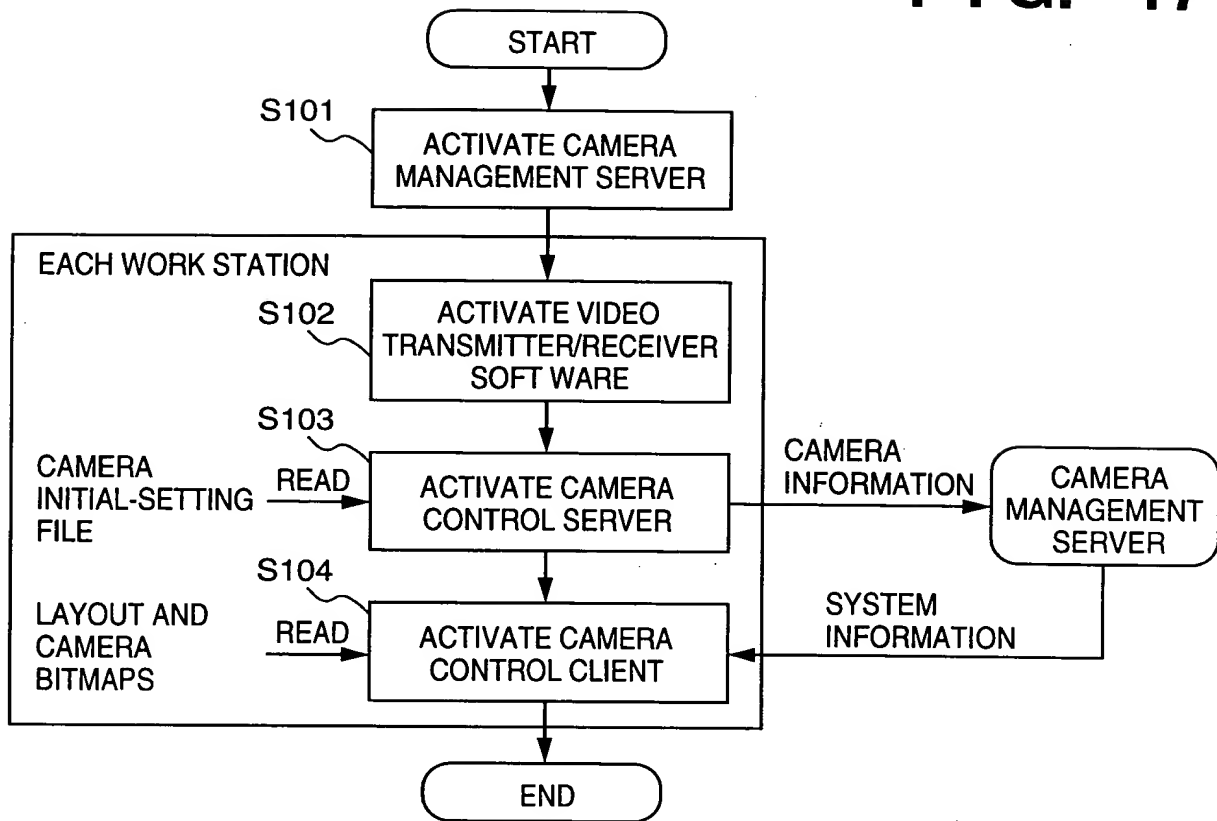 START
S101
ACTIVATE CAMERA
MANAGEMENT SERVER
EACH WORK STATION
S102
ACTIVATE VIDEO
TRANSMITTER/RECEIVER
SOFT WARE
S103
CAMERA
INITIAL-SETTING
FILE
READ
ACTIVATE CAMERA
CONTROL SERVER
CAMERA
INFORMATION
CAMERA
MANAGEMENT
SERVER
S104
LAYOUT AND
CAMERA
BITMAPS
READ
ACTIVATE CAMERA
CONTROL CLIENT
SYSTEM
INFORMATION
END